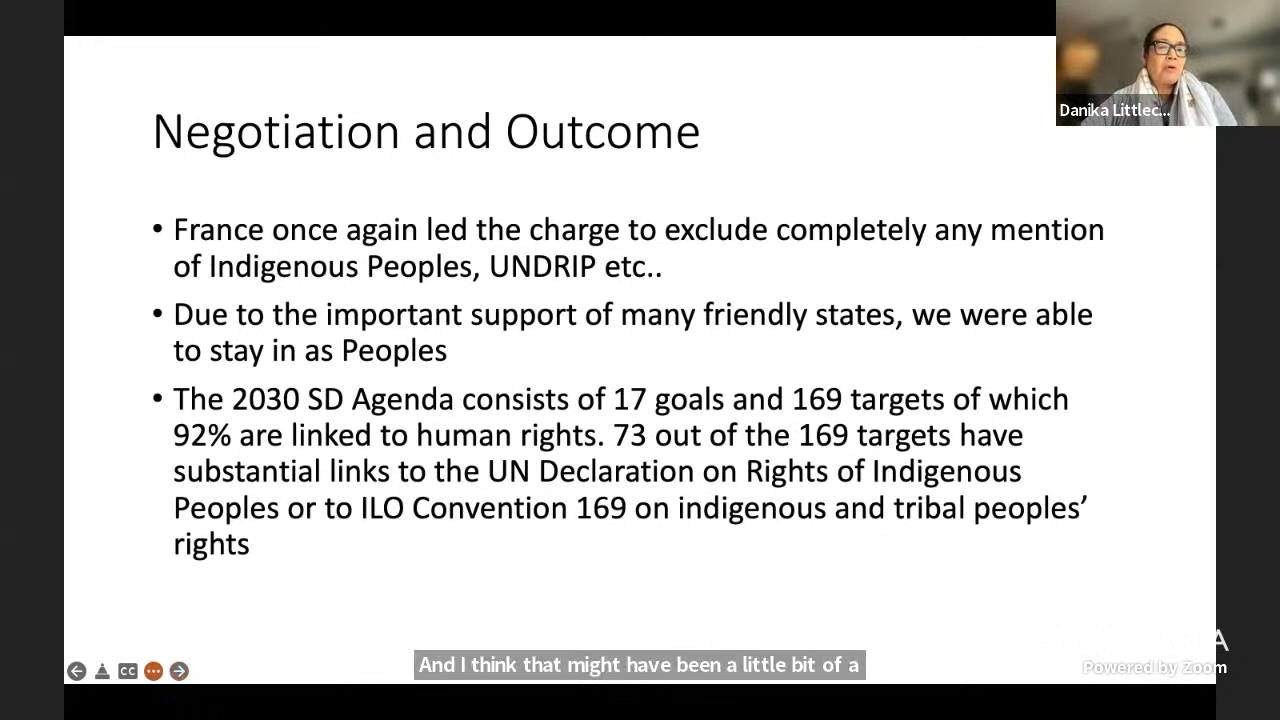 Negotiation and Outcome
Danika Littlec...
• France once again led the charge to exclude completely any mention
of Indigenous Peoples, UNDRIP etc..
• Due to the important support of many friendly states, we were able
to stay in as Peoples
• The 2030 SD Agenda consists of 17 goals and 169 targets of which
92% are linked to human rights. 73 out of the 169 targets have
substantial links to the UN Declaration on Rights of Indigenous
Peoples or to ILO Convention 169 on indigenous and tribal peoples’
rights
CC
And I think that might have been a little bit of a
Powered by Zoom